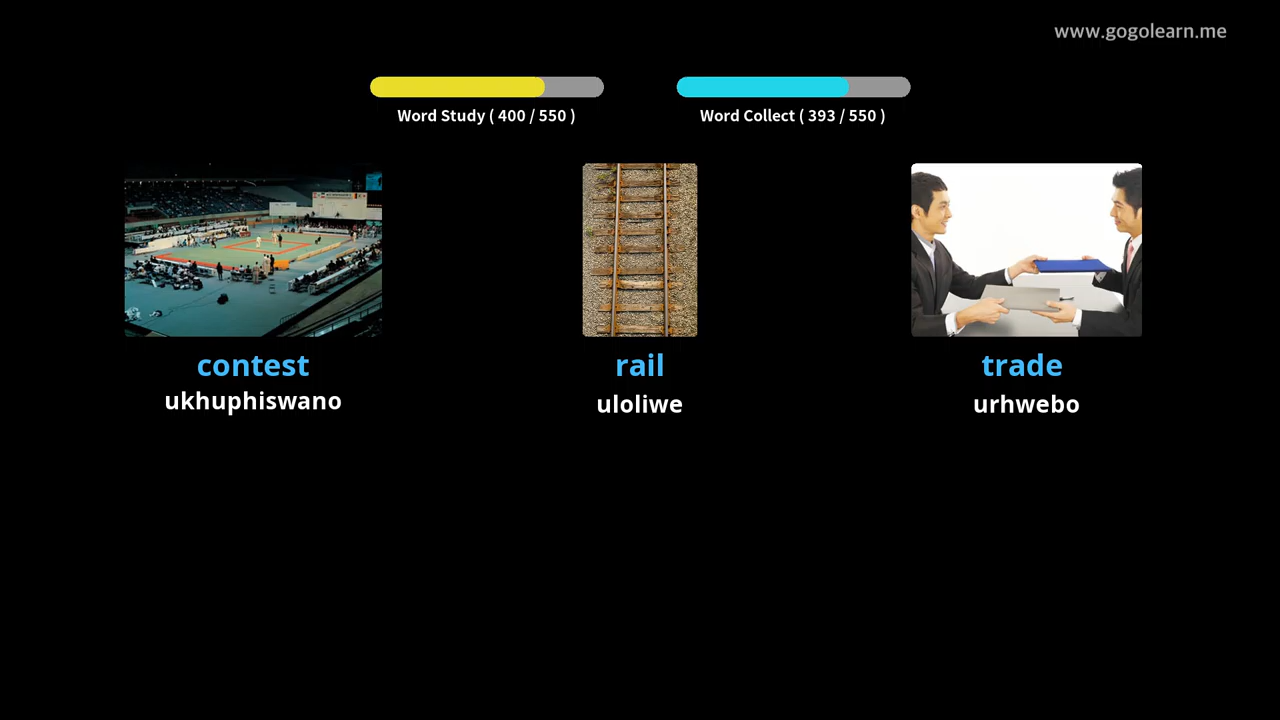 www.gogolearn.me
Word Study ( 400 / 550 )
Word Collect ( 393 / 550 )
contest
rail
trade
ukhuphiswano
uloliwe
urhwebo